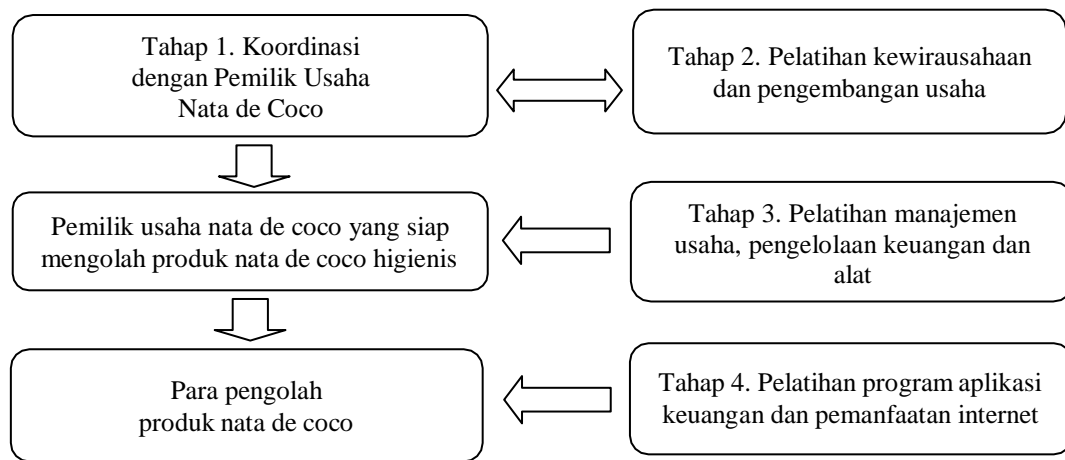 Tahap 1. Koordinasi
dengan Pemilik Usaha
Nata de Coco
Tahap 2. Pelatihan kewirausahaan
dan pengembangan usaha
Pemilik usaha nata de coco yang siap
mengolah produk nata de coco higienis
Tahap 3. Pelatihan manajemen
usaha, pengelolaan keuangan dan
alat
Para pengolah
produk nata de coco
Tahap 4. Pelatihan program aplikasi
keuangan dan pemanfaatan internet